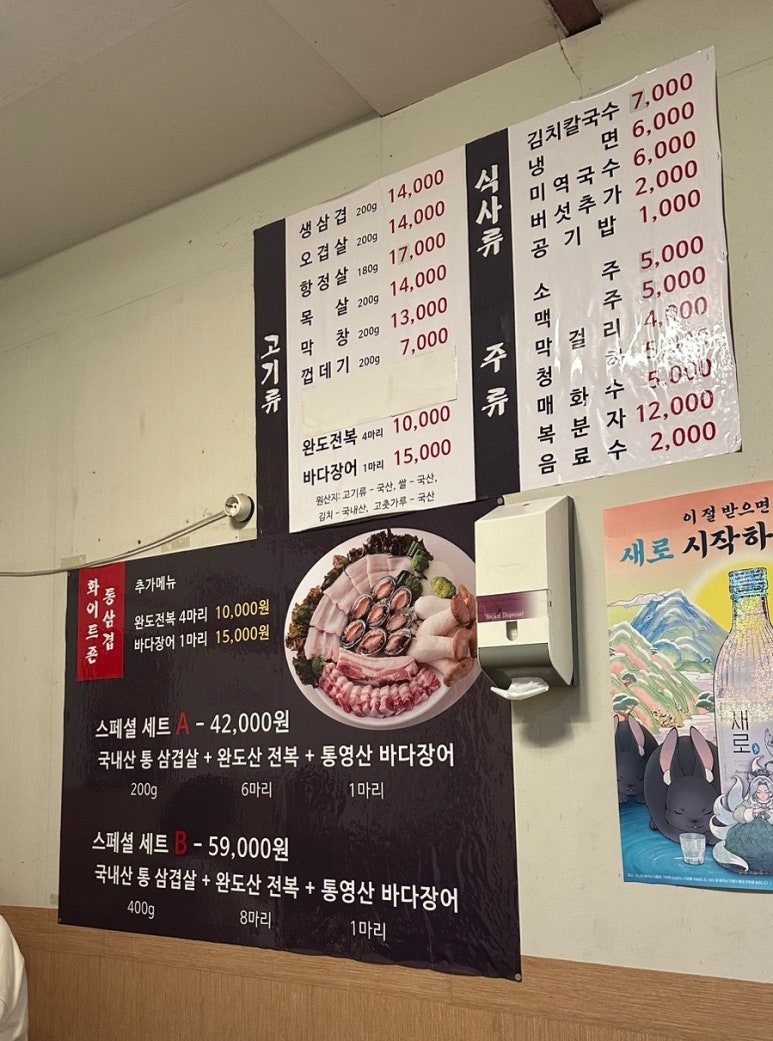 고기류
생삼겹 200g 14,000
오겹살 200g 14,000
항정살 180g 17,000
목살 200g 14,000
막창 200g 13,000
껍데기 200g 7,000
완도전복 4마리 10,000
바다장어 1마리 15,000
원산지: 고기류 - 국산, 쌀 - 국산,
김치 - 국내산, 고춧가루 - 국산
식사류
김치칼국수 7,000
냉면 6,000
미역국수 6,000
버섯추가 2,000
공기밥 1,000
주류
소주 5,000
맥주 5,000
막걸리 4,000
청하
매화수 5,000
복분자 12,000
음료수 2,000
화이트존
통삼겹
추가메뉴
완도전복 4마리 10,000원
바다장어 1마리 15,000원
스페셜 세트 A - 42,000원
국내산 통 삼겹살 + 완도산 전복 + 통영산 바다장어
200g 6마리 1마리
스페셜 세트 B - 59,000원
국내산 통 삼겹살 + 완도산 전복 + 통영산 바다장어
400g 8마리 1마리
이 절 받으면
새로 시작하
새로